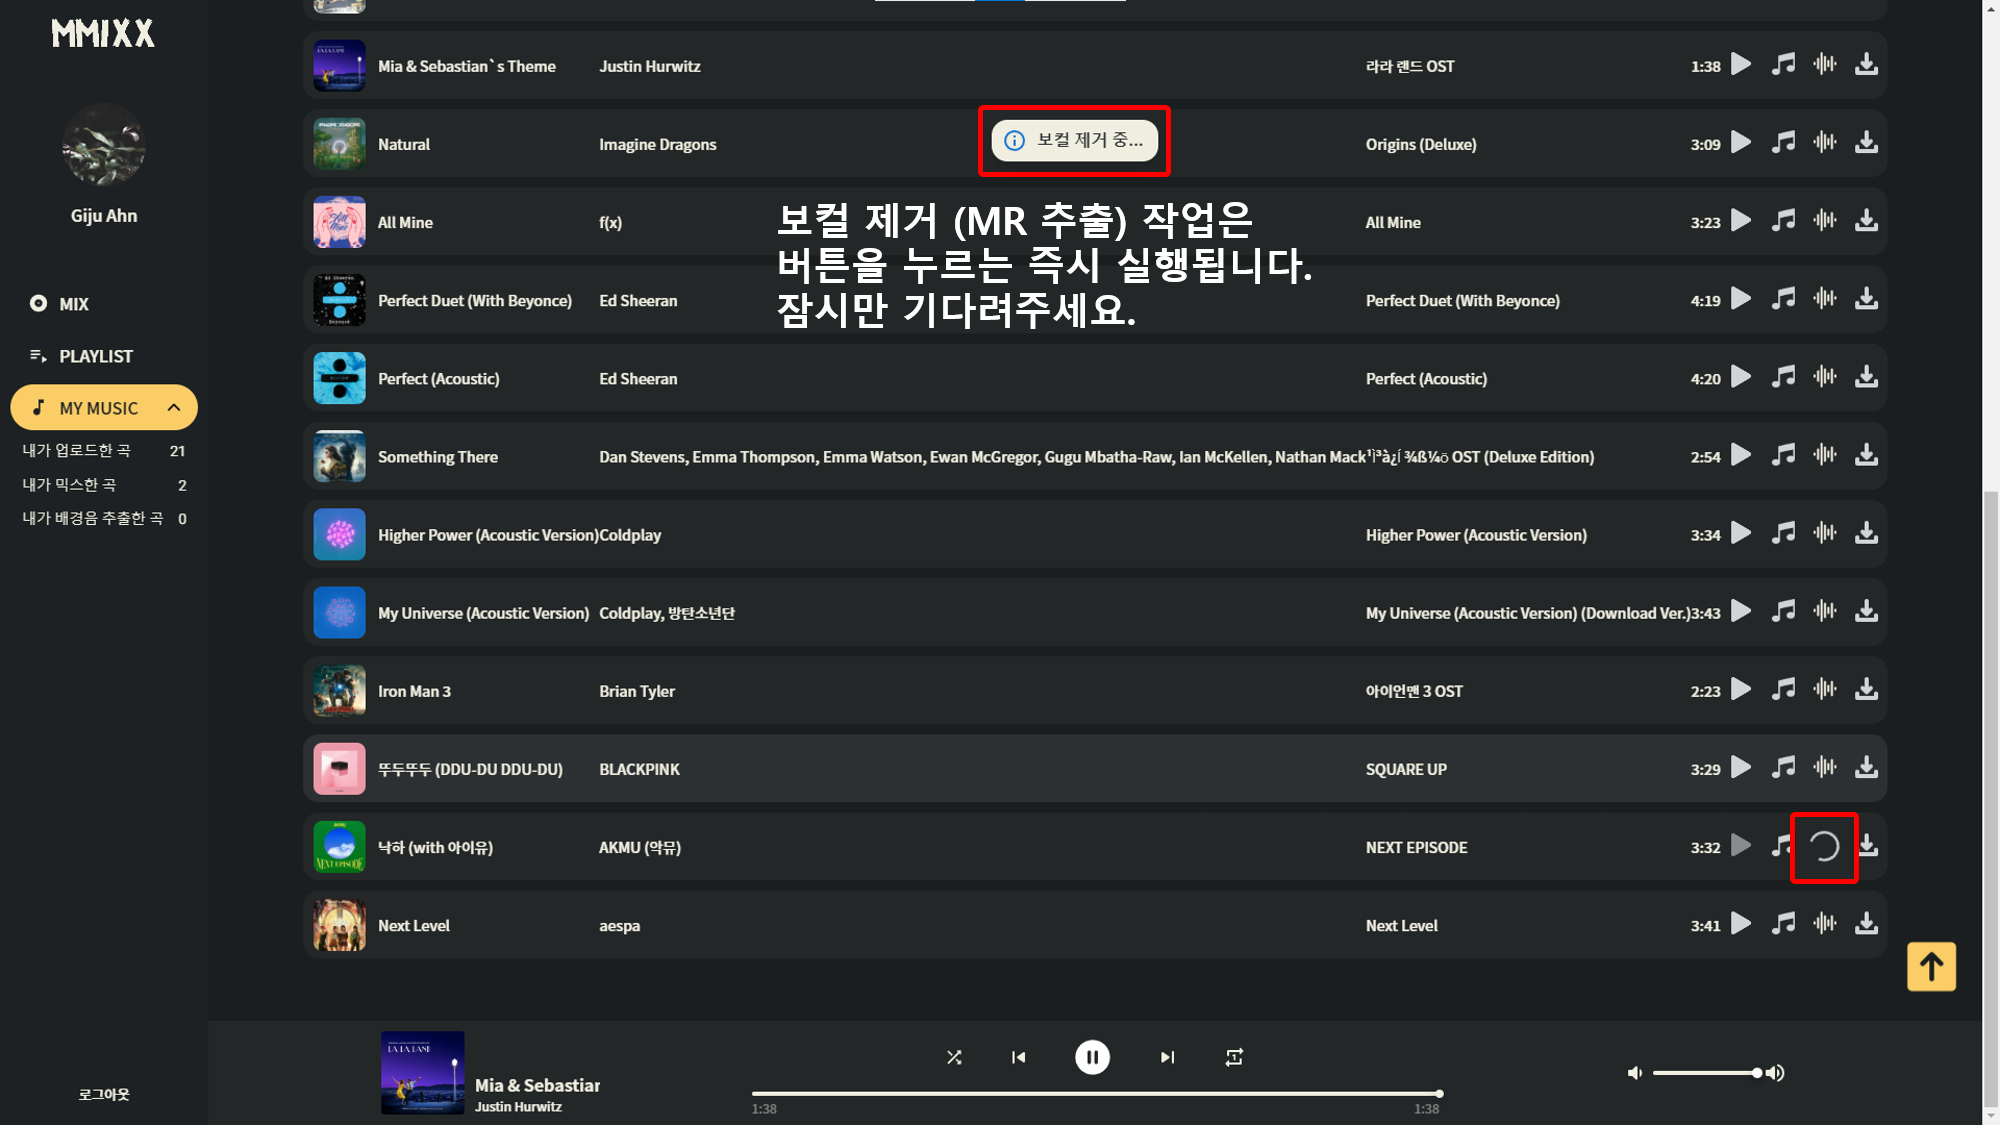 MMIXX
Giju Ahn
MIX
PLAYLIST
MY MUSIC
내가 업로드한 곡 21
내가 믹스한 곡 2
내가 배경음 추출한 곡 0
로그아웃
Mia & Sebastian`s Theme Justin Hurwitz 라라 랜드 OST 1:38
Natural Imagine Dragons Origins (Deluxe) 3:09
보컬 제거 중...
All Mine f(x) All Mine 3:23
보컬 제거 (MR 추출) 작업은
버튼을 누르는 즉시 실행됩니다.
잠시만 기다려주세요.
Perfect Duet (With Beyonce) Ed Sheeran Perfect Duet (With Beyonce) 4:19
Perfect (Acoustic) Ed Sheeran Perfect (Acoustic) 4:20
Something There Dan Stevens, Emma Thompson, Emma Watson, Ewan McGregor, Gugu Mbatha-Raw, Ian McKellen, Nathan Mack OST (Deluxe Edition) 2:54
Higher Power (Acoustic Version) Coldplay Higher Power (Acoustic Version) 3:34
My Universe (Acoustic Version) Coldplay, 방탄소년단 My Universe (Acoustic Version) (Download Ver.) 3:43
Iron Man 3 Brian Tyler 아이언맨 3 OST 2:23
뚜두뚜두 (DDU-DU DDU-DU) BLACKPINK SQUARE UP 3:29
낙하 (with 아이유) AKMU (악뮤) NEXT EPISODE 3:32
NEXT EPISODE
Next Level aespa Next Level 3:41
LA LA LAND
Mia & Sebastian
Justin Hurwitz
1:38 1:38